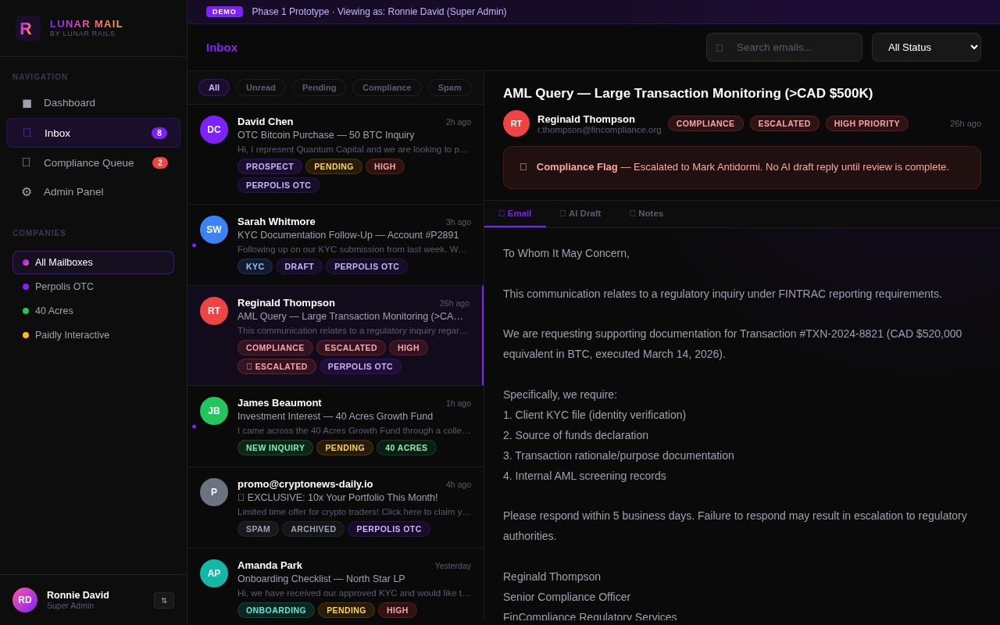 R
LUNAR MAIL
BY LUNAR RAILS
NAVIGATION
Dashboard
Inbox 8
Compliance Queue 2
Admin Panel
COMPANIES
All Mailboxes
Perpolis OTC
40 Acres
Paidly Interactive
RD
Ronnie David
Super Admin
DEMO Phase 1 Prototype · Viewing as: Ronnie David (Super Admin)
Inbox
Search emails...
All Status
All Unread Pending Compliance Spam
DC
David Chen 2h ago
OTC Bitcoin Purchase — 50 BTC Inquiry
Hi, I represent Quantum Capital and we are looking to p…
PROSPECT PENDING HIGH
PERPOLIS OTC
SW
Sarah Whitmore 3h ago
KYC Documentation Follow-Up — Account #P2891
Following up on our KYC submission from last week. W…
KYC DRAFT PERPOLIS OTC
RT
Reginald Thompson 26h ago
AML Query — Large Transaction Monitoring (>CA…
This communication relates to a regulatory inquiry regar…
COMPLIANCE ESCALATED HIGH
ESCALATED PERPOLIS OTC
JB
James Beaumont 1h ago
Investment Interest — 40 Acres Growth Fund
I came across the 40 Acres Growth Fund through a colle…
NEW INQUIRY PENDING 40 ACRES
P
promo@cryptonews-daily.io 4h ago
EXCLUSIVE: 10x Your Portfolio This Month!
Limited time offer for crypto traders! Click here to claim y…
SPAM ARCHIVED PERPOLIS OTC
AP
Amanda Park Yesterday
Onboarding Checklist — North Star LP
Hi, we have received our approved KYC and would like t…
ONBOARDING PENDING HIGH
AML Query — Large Transaction Monitoring (>CAD $500K)
RT
Reginald Thompson
r.thompson@fincompliance.org
COMPLIANCE ESCALATED HIGH PRIORITY 26h ago
Compliance Flag — Escalated to Mark Antidormi. No AI draft reply until review is complete.
Email AI Draft Notes
To Whom It May Concern,
This communication relates to a regulatory inquiry under FINTRAC reporting requirements.
We are requesting supporting documentation for Transaction #TXN-2024-8821 (CAD $520,000
equivalent in BTC, executed March 14, 2026).
Specifically, we require:
1. Client KYC file (identity verification)
2. Source of funds declaration
3. Transaction rationale/purpose documentation
4. Internal AML screening records
Please respond within 5 business days. Failure to respond may result in escalation to regulatory
authorities.
Reginald Thompson
Senior Compliance Officer
FinCompliance Regulatory Services